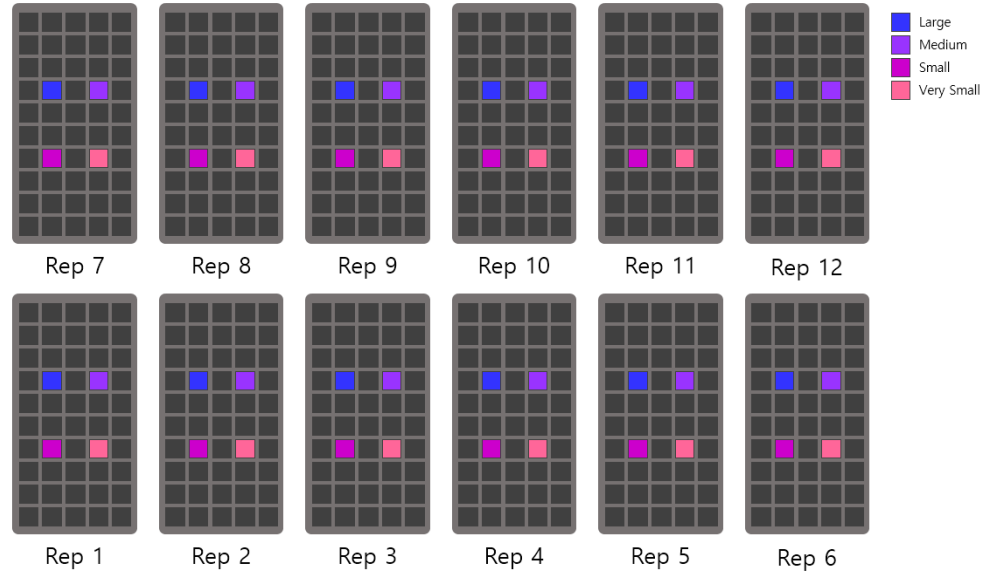 Large
Medium
Small
Very Small
Rep 7
Rep 8
Rep 9
Rep 10
Rep 11
Rep 12
Rep 1
Rep 2
Rep 3
Rep 4
Rep 5
Rep 6